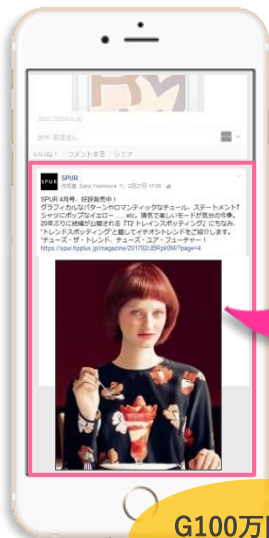 いいね！ コメントする シェア
SPUR
SPUR
SPUR 4月号、好評発売中！
グラフィカルなパターンやロマンティックなチュール、ステートメントT
シャツにポップなイエロー……etc。陽気で楽しいモードが気分の今季。
20年ぶりに続編が公開される『T2 トレインスポッティング』にちなみ、
"トレンドスポッティング"と題してイチオシトレンドをご紹介します。
"チューズ・ザ・トレンド、チューズ・ユア・フューチャー！
G100万